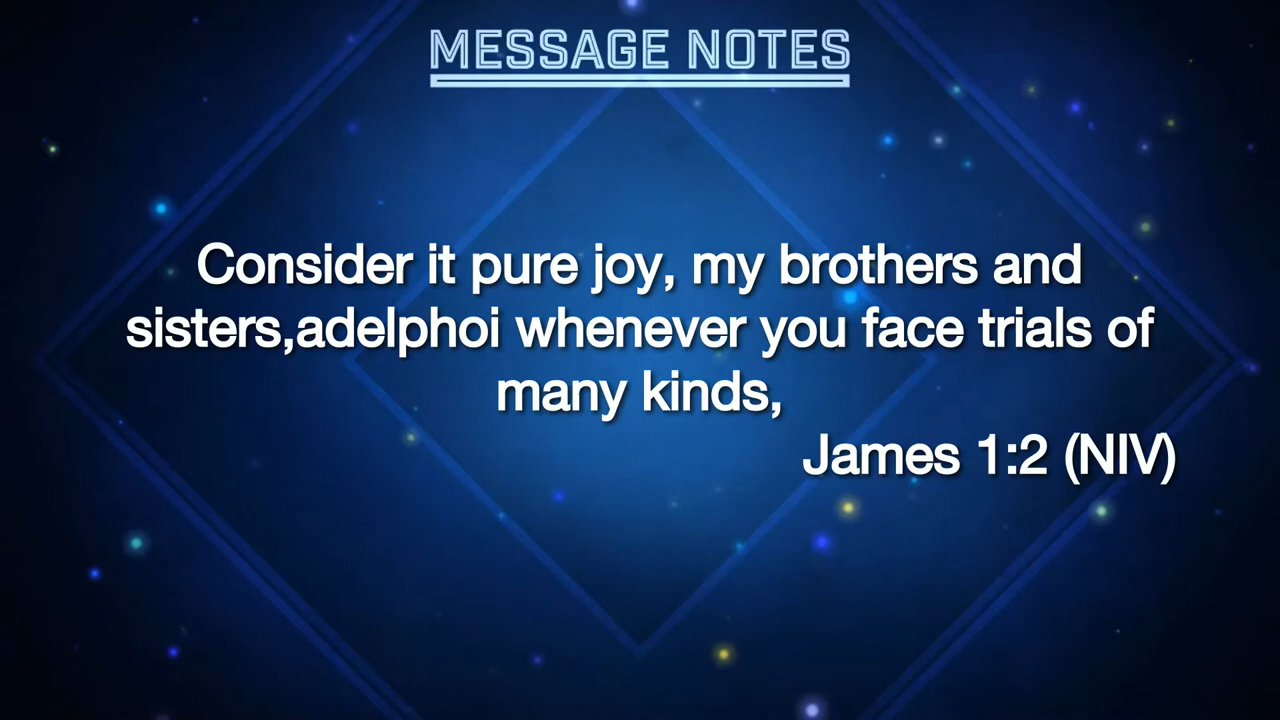 MESSAGE NOTES
Consider it pure joy, my brothers and
sisters,adelphoi whenever you face trials of
many kinds,
James 1:2 (NIV)